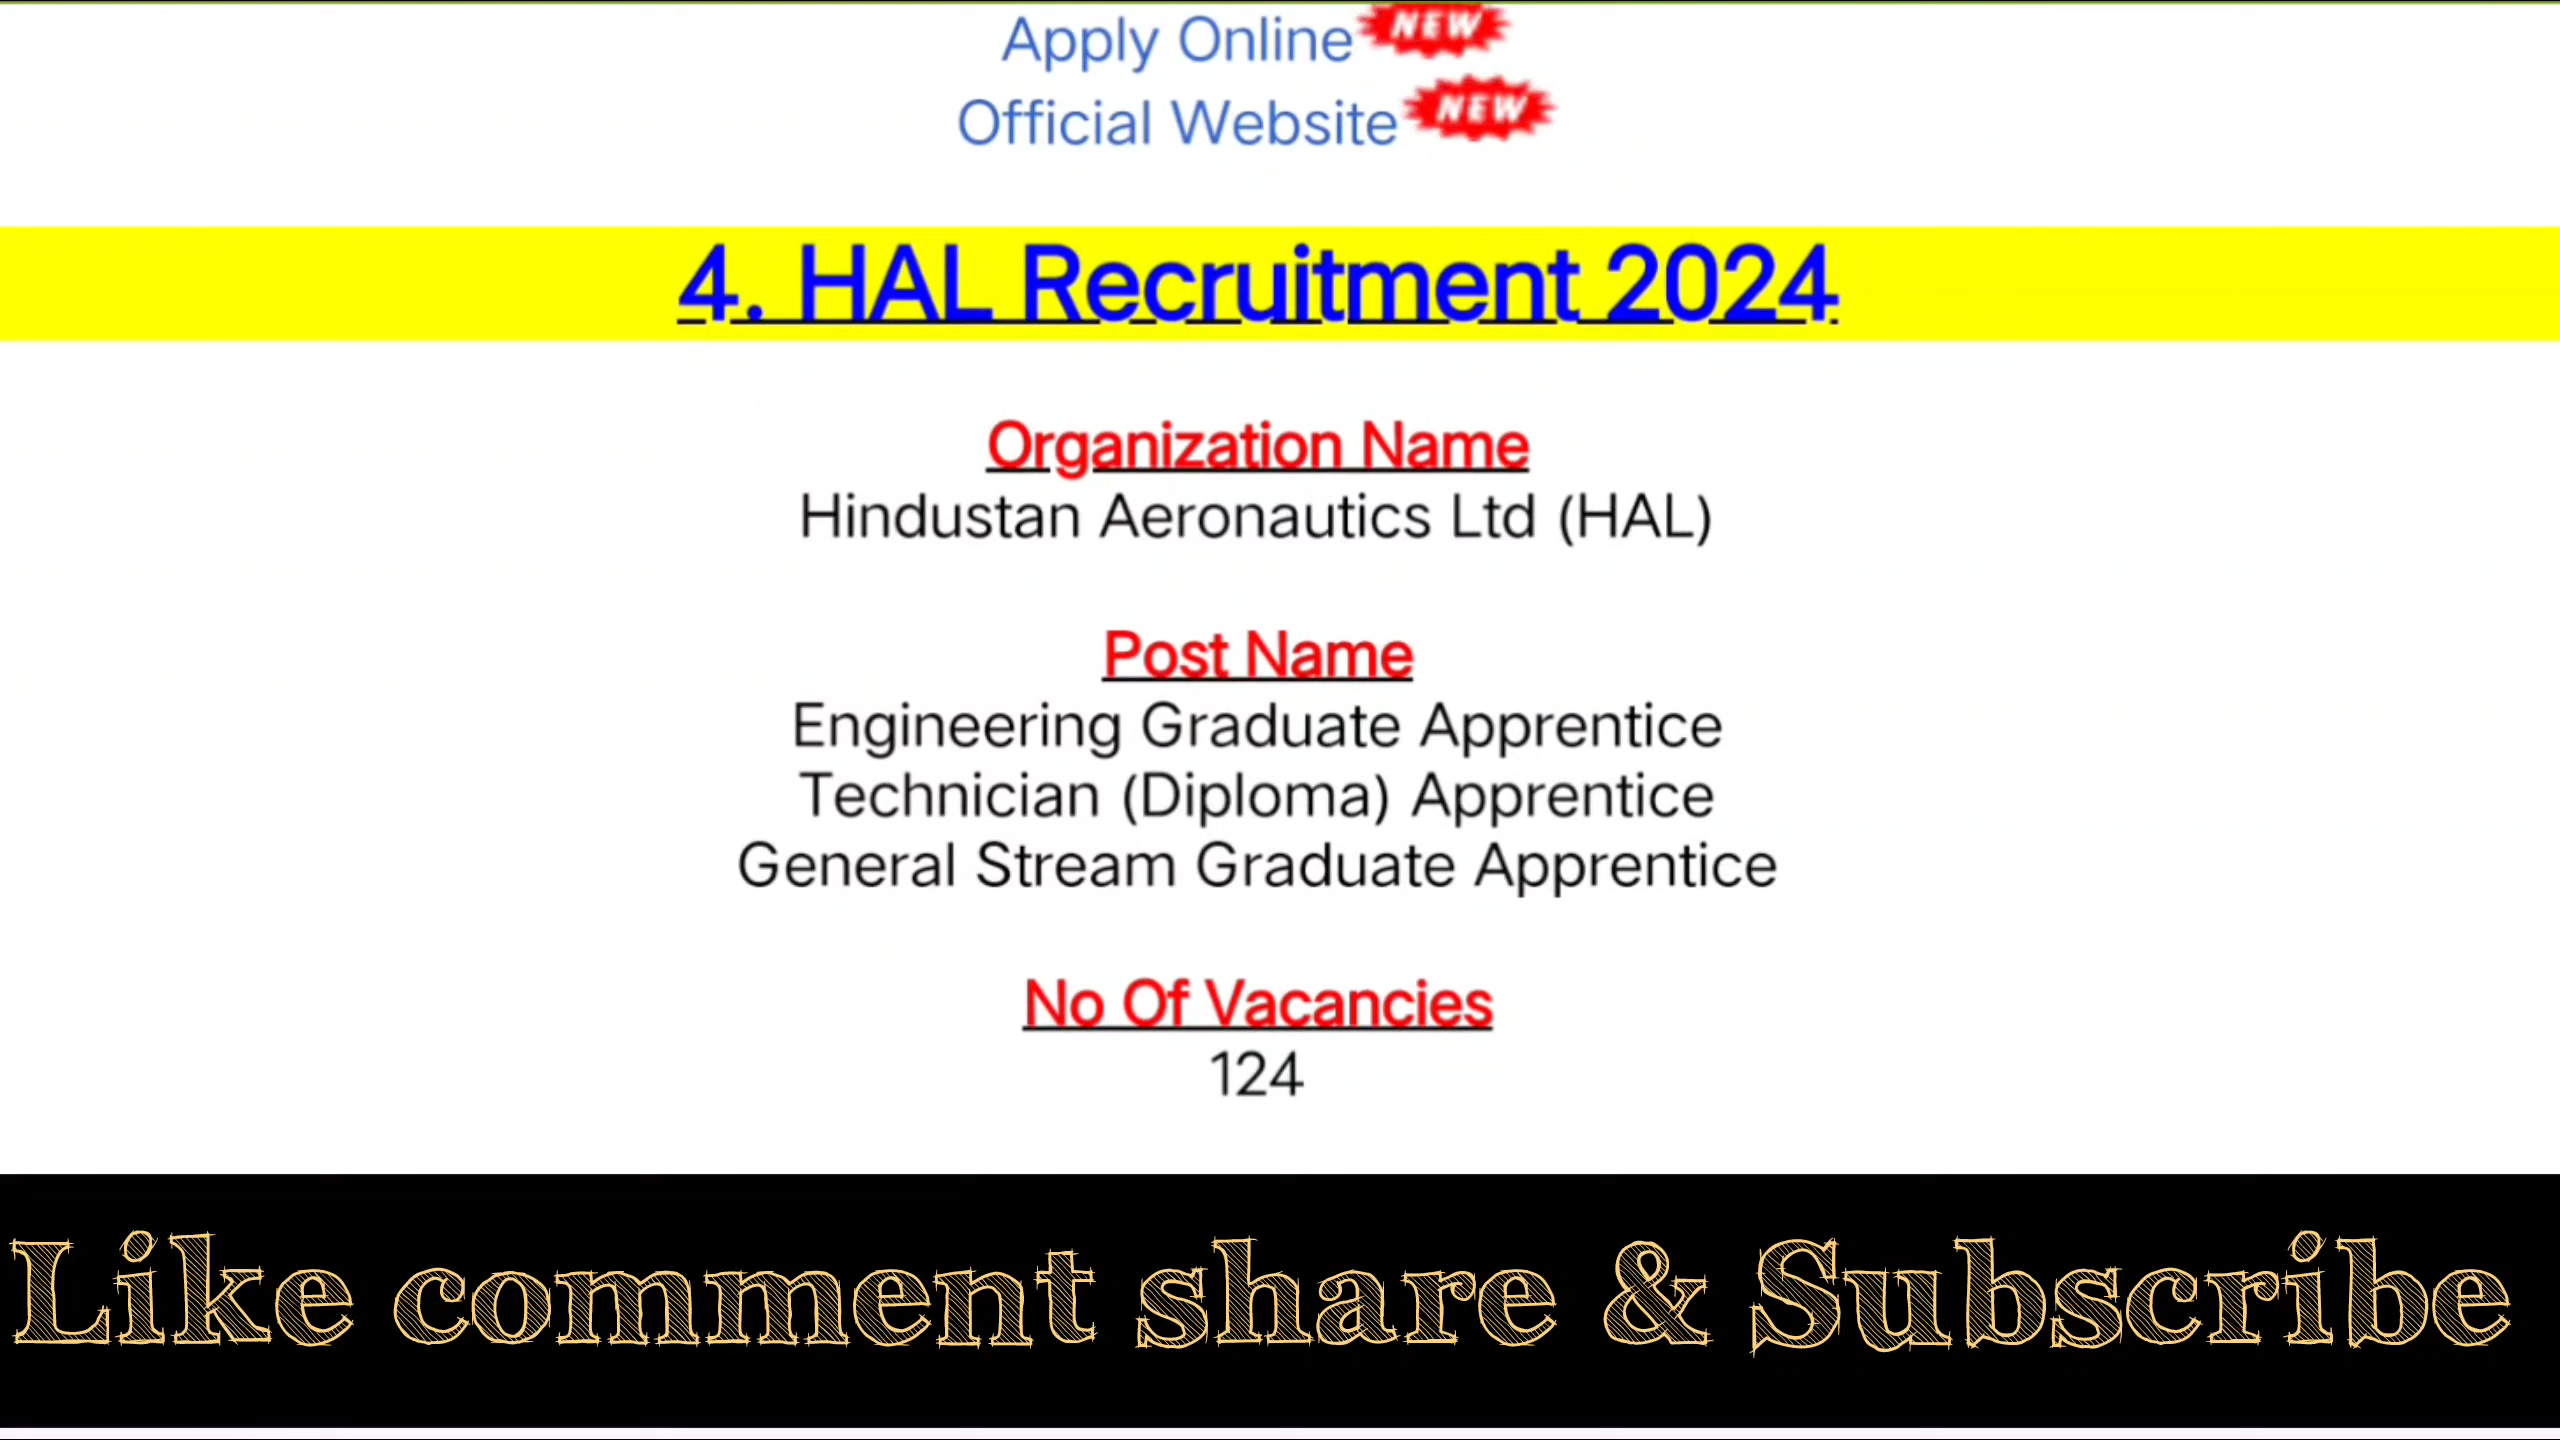 Apply Online NEW
Official Website NEW
4. HAL Recruitment 2024
Organization Name
Hindustan Aeronautics Ltd (HAL)
Post Name
Engineering Graduate Apprentice
Technician (Diploma) Apprentice
General Stream Graduate Apprentice
No Of Vacancies
124
Like comment share & Subscribe